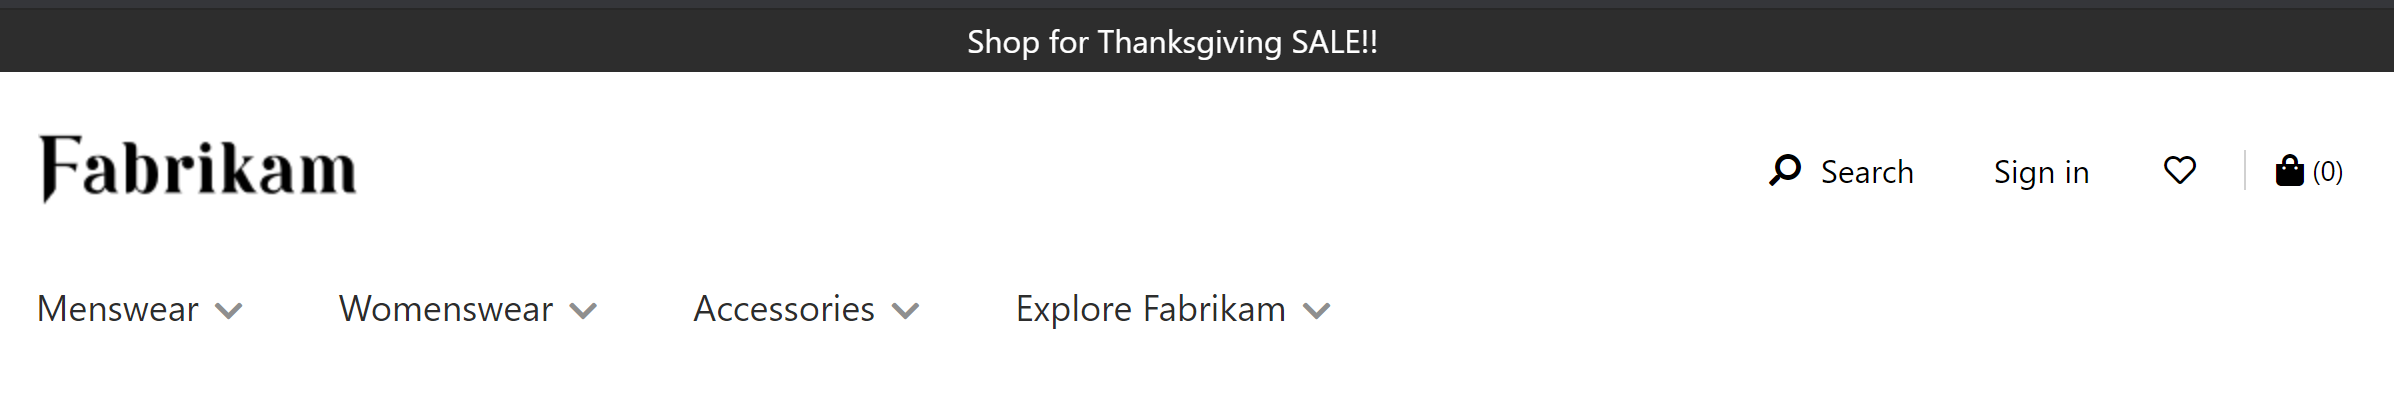 Shop for Thanksgiving SALE!!
Fabrikam
Search
Sign in
(0)
Menswear
Womenswear
Accessories
Explore Fabrikam